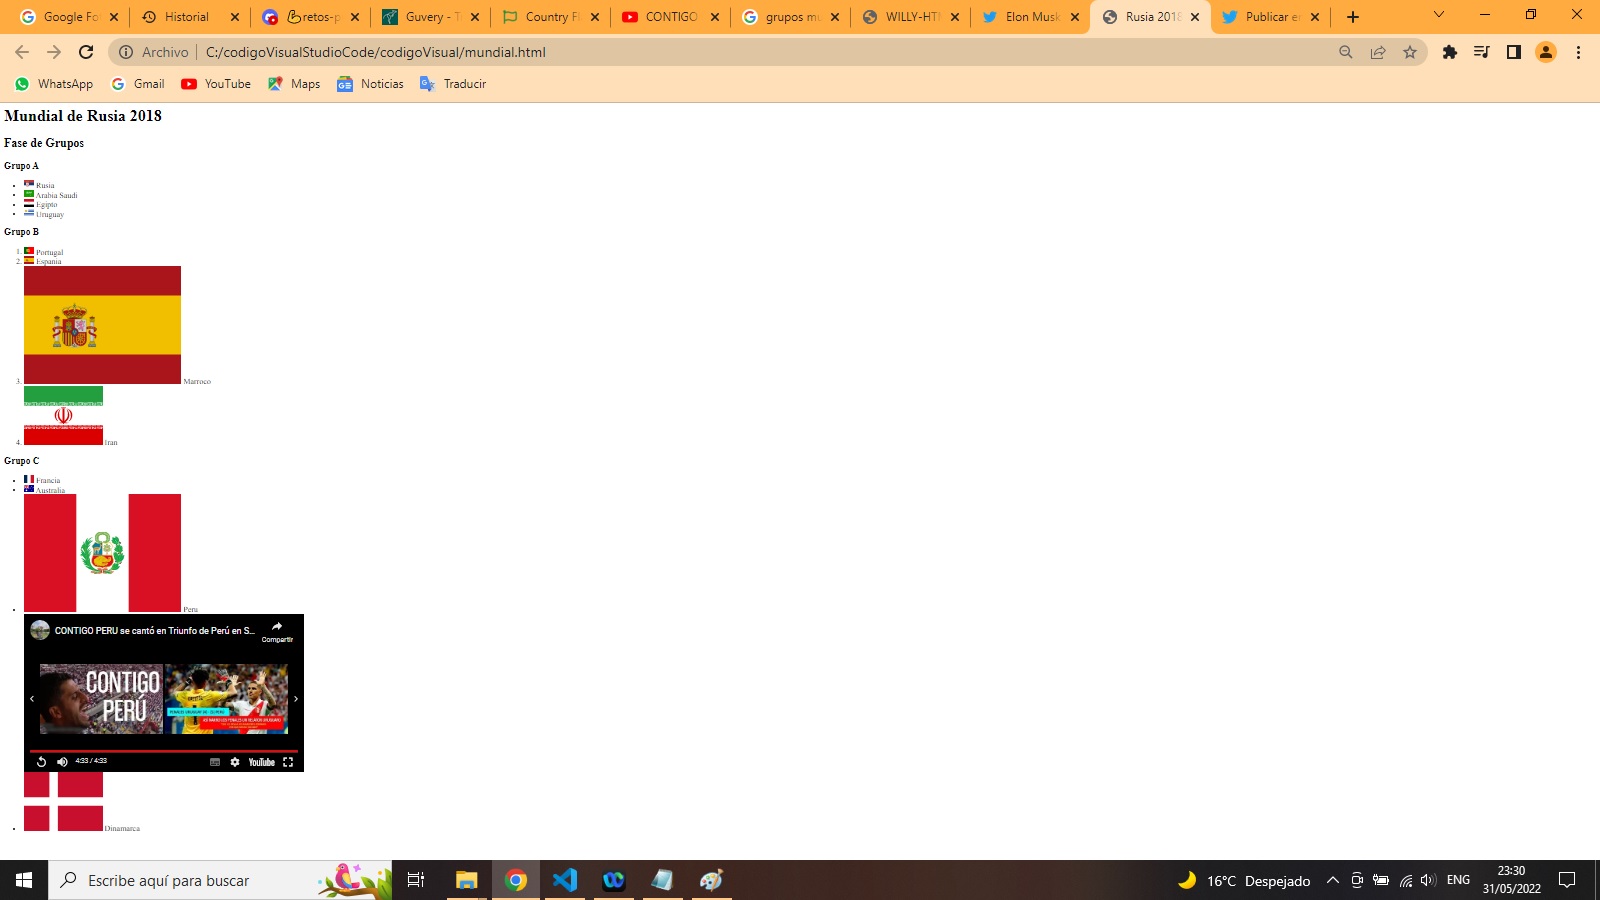 Google Fo
Historial
retos-p
Guvery - T
Country Fl
CONTIGO
grupos mu
WILLY-HT
Elon Musk
Rusia 2018
Publicar e
Archivo
C:/codigoVisualStudioCode/codigoVisual/mundial.html
WhatsApp
Gmail
YouTube
Maps
Noticias
Traducir
Mundial de Rusia 2018
Fase de Grupos
Grupo A
Rusia
Arabia Saudi
Egipto
Uruguay
Grupo B
1. Portugal
2. Espania
3. Marroco
4. Iran
Grupo C
Francia
Australia
Peru
CONTIGO PERU se cantó en Triunfo de Perú en S...
Compartir
CONTIGO
PERÚ
4:33 / 4:33
YouTube
Dinamarca
Escribe aquí para buscar
16°C Despejado
ENG
23:30
31/05/2022